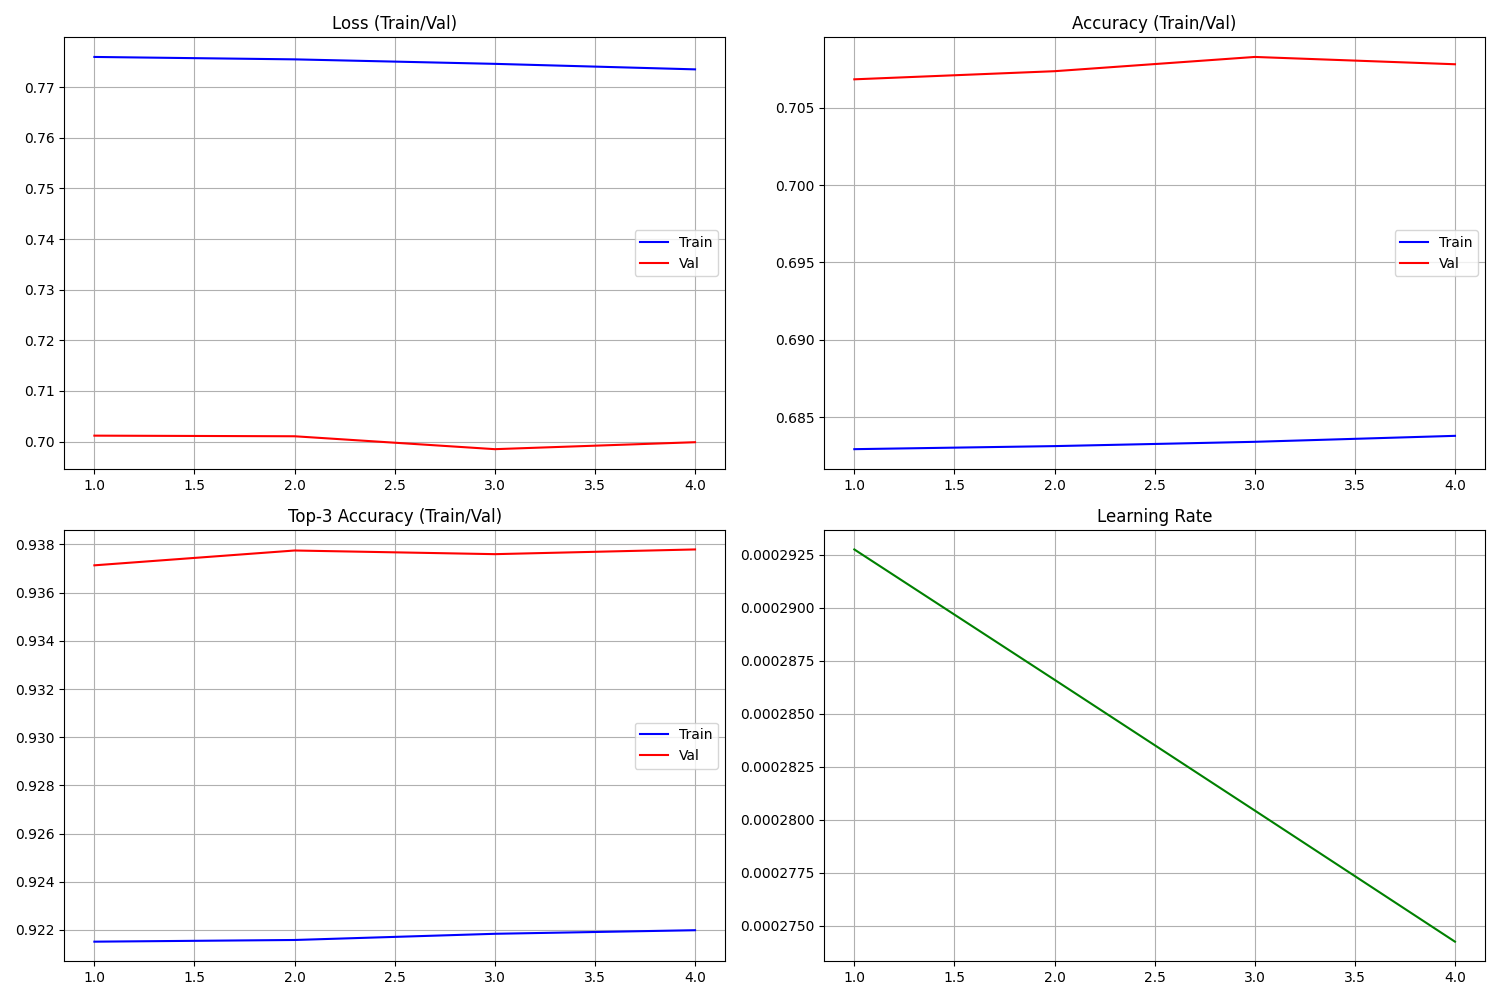 Loss (Train/Val)
0.77
0.76
0.75
0.74
0.73
0.72
0.71
0.70
1.0 1.5 2.0 2.5 3.0 3.5 4.0
Train
Val
Accuracy (Train/Val)
0.705
0.700
0.695
0.690
0.685
1.0 1.5 2.0 2.5 3.0 3.5 4.0
Train
Val
Top-3 Accuracy (Train/Val)
0.938
0.936
0.934
0.932
0.930
0.928
0.926
0.924
0.922
1.0 1.5 2.0 2.5 3.0 3.5 4.0
Train
Val
Learning Rate
0.0002925
0.0002900
0.0002875
0.0002850
0.0002825
0.0002800
0.0002775
0.0002750
1.0 1.5 2.0 2.5 3.0 3.5 4.0